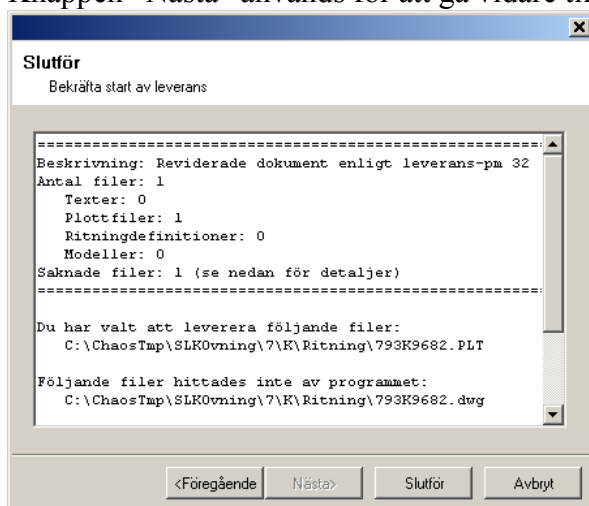 Knappen "Nästa" används för att gå vidare
Slutför
Bekräfta start av leverans
================================================
Beskrivning: Reviderade dokument enligt leverans-pm 32
Antal filer: 1
Texter: 0
Plottfiler: 1
Ritningdefinitioner: 0
Modeller: 0
Saknade filer: 1 (se nedan för detaljer)
================================================
Du har valt att leverera följande filer:
C:\ChaosTmp\SLKOvning\7\K\Ritning\793K9682.PLT
Följande filer hittades inte av programmet:
C:\ChaosTmp\SLKOvning\7\K\Ritning\793K9682.dwg
<Föregående Nästa> Slutför Avbryt